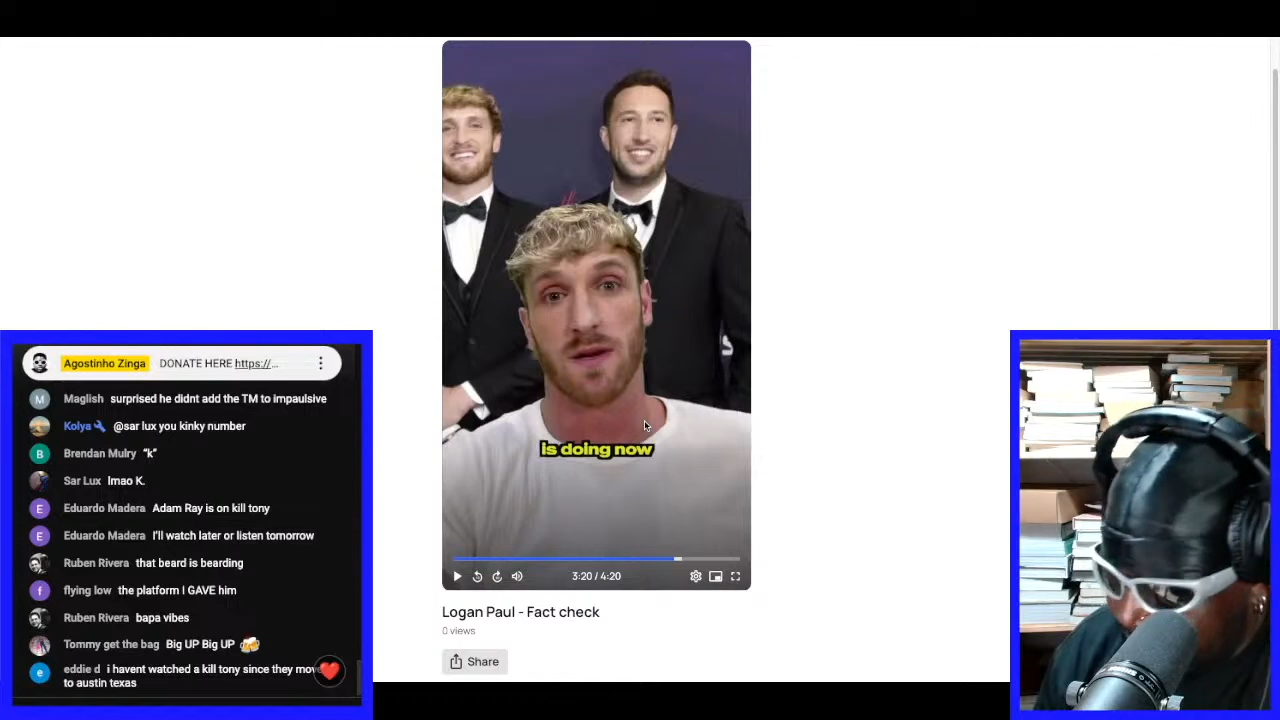 is doing now
3:20 / 4:20
Logan Paul - Fact check
0 views
Share
Agostinho Zinga DONATE HERE https://...
M Maglish surprised he didnt add the TM to impaulsive
Kolya @sar lux you kinky number
B Brendan Mulry “k”
Sar Lux lmao K.
E Eduardo Madera Adam Ray is on kill tony
E Eduardo Madera I'll watch later or listen tomorrow
Ruben Rivera that beard is bearding
f flying low the platform I GAVE him
Ruben Rivera bapa vibes
Tommy get the bag Big UP Big UP 🍻
e eddie d i havent watched a kill tony since they mov
to austin texas